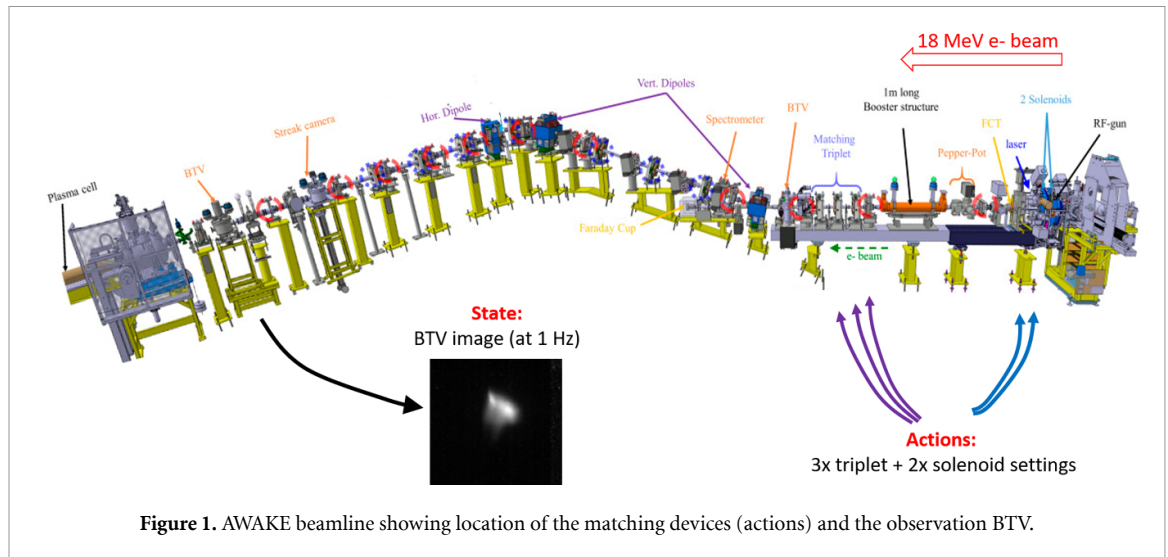 18 MeV e- beam
Vert. Dipoles
1m long
Booster structure
2 Solenoids
Hor. Dipole
Spectrometer
BTV
FCT
RF-gun
Streak camera
Matching
Triplet
Pepper-Pot
laser
BTV
Plasma cell
Faraday Cup
e- beam
State:
BTV image (at 1 Hz)
Actions:
3x triplet + 2x solenoid settings
Figure 1. AWAKE beamline showing location of the matching devices (actions) and the observation BTV.